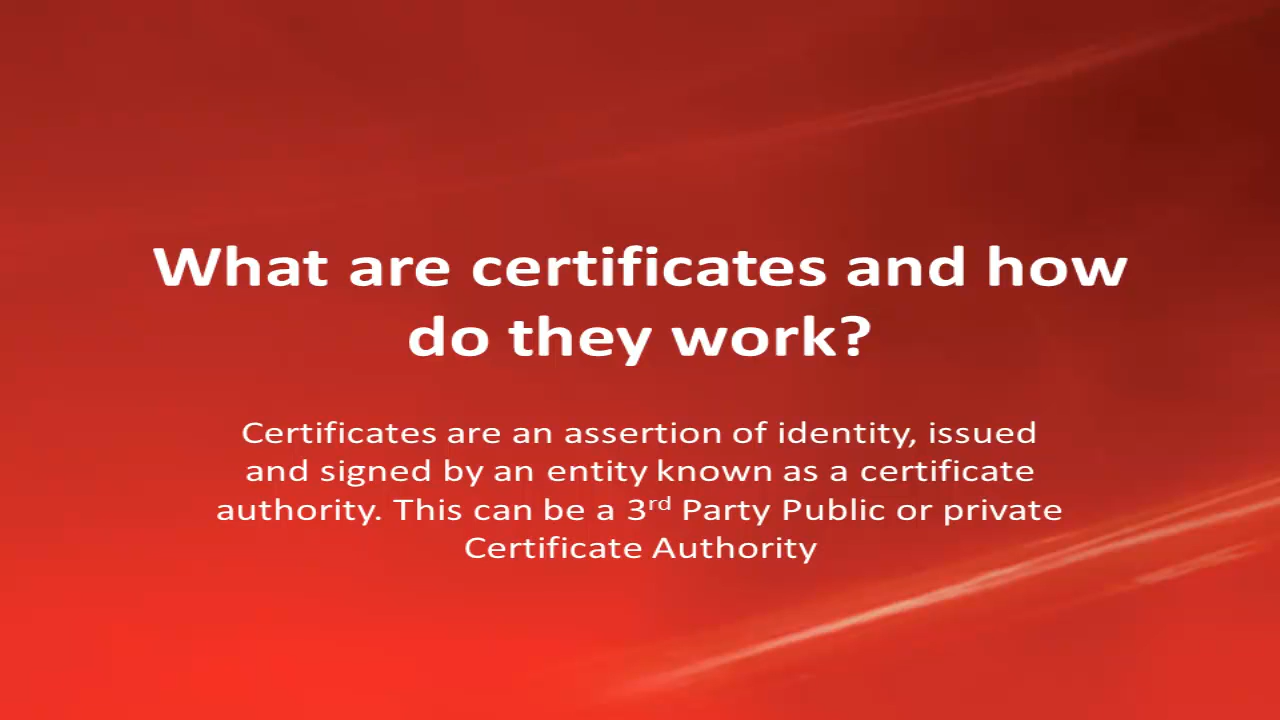 What are certificates and how
do they work?
Certificates are an assertion of identity, issued
and signed by an entity known as a certificate
authority. This can be a 3rd Party Public or private
Certificate Authority